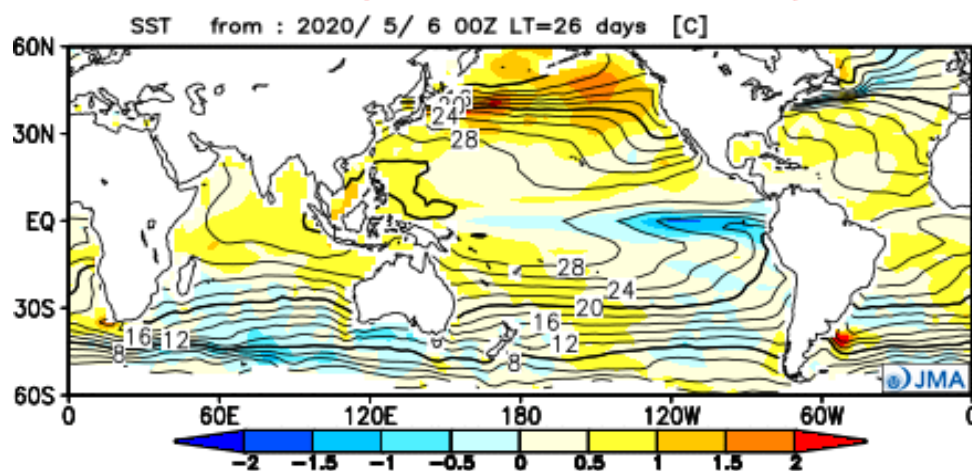 SST from : 2020/ 5/ 6 00Z LT=26 days [C]
60N
20
24
30N
28
EQ
28
24
20
30S
16 12
16
12
8
8
JMA
60S
0 60E 120E 180 120W 60W 0
-2 -1.5 -1 -0.5 0 0.5 1 1.5 2